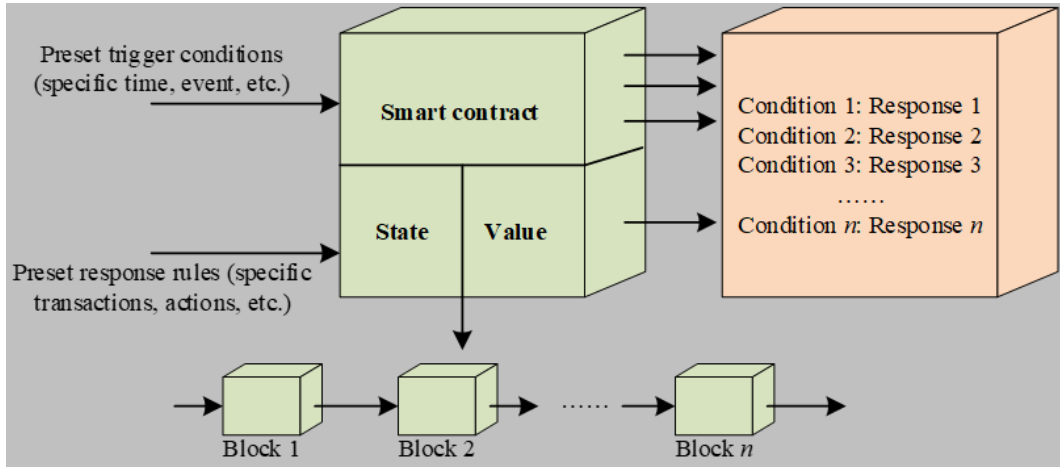 Preset trigger conditions
(specific time, event, etc.)
Smart contract
State
Value
Preset response rules (specific
transactions, actions, etc.)
Condition 1: Response 1
Condition 2: Response 2
Condition 3: Response 3
……
Condition n: Response n
Block 1
Block 2
……
Block n